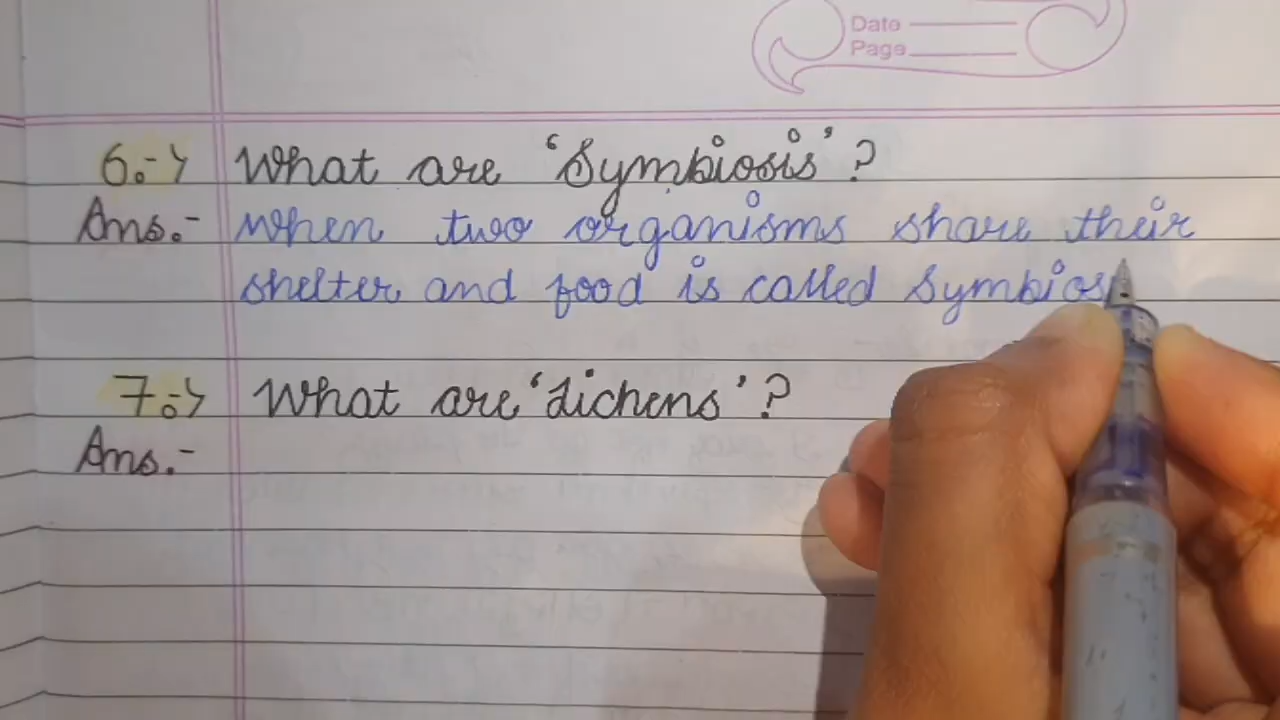 Date
Page
6.→ What are 'Symbiosis'?
Ans.- When two organisms share their
shelter and food is called Symbios
7.→ What are 'Lichens'?
Ans.-